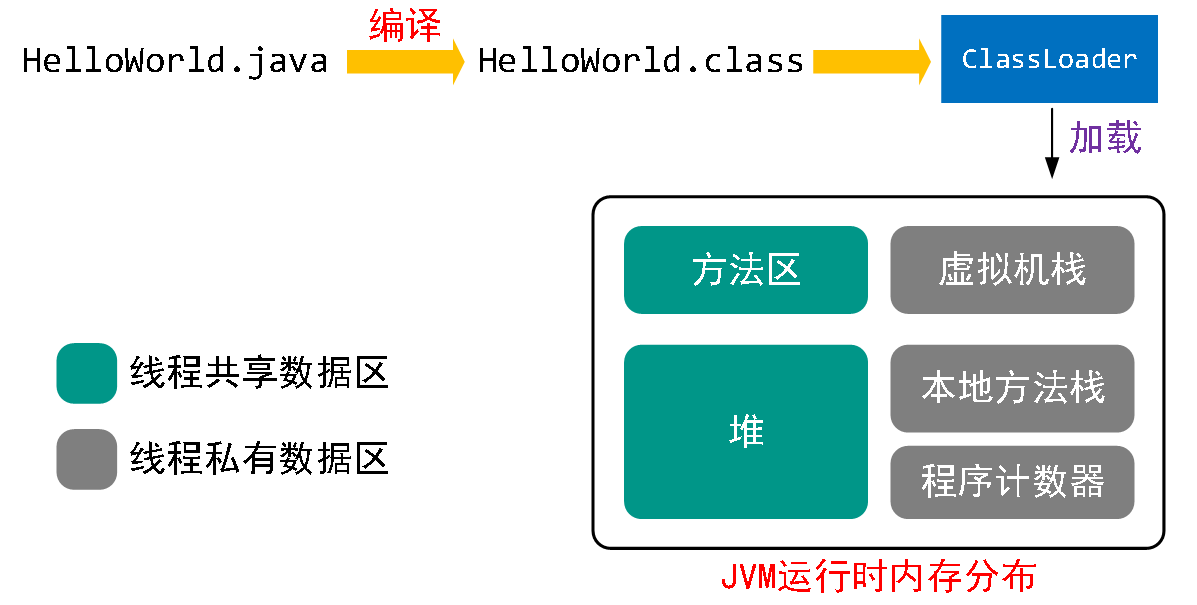 编译
HelloWorld.java
HelloWorld.class
ClassLoader
加载
方法区
虚拟机栈
线程共享数据区
堆
本地方法栈
线程私有数据区
程序计数器
JVM运行时内存分布